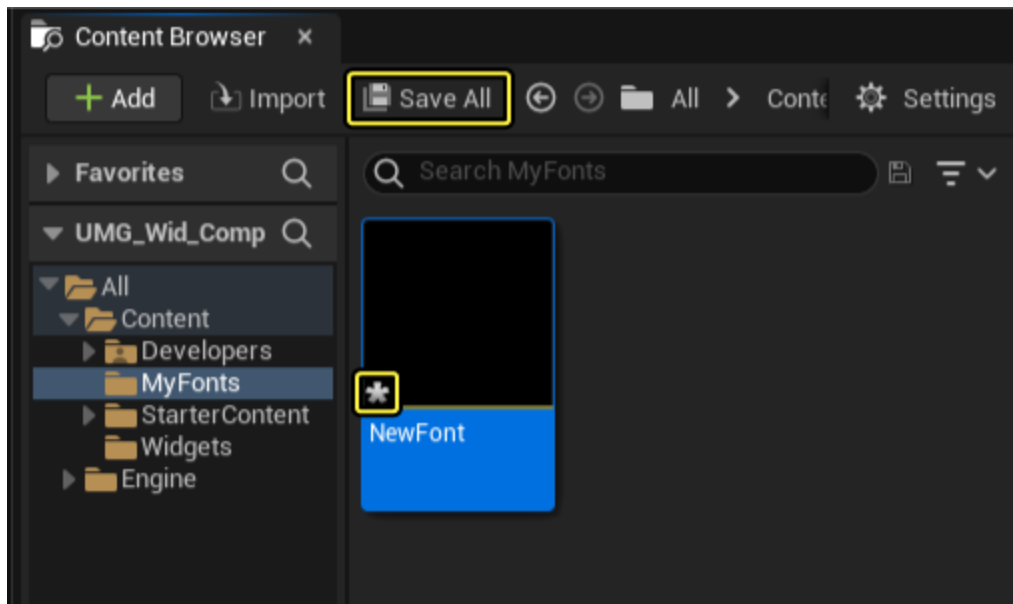 Content Browser
Add Import Save All All Conte Settings
Favorites
Search MyFonts
UMG_Wid_Comp
All
Content
Developers
MyFonts
StarterContent
Widgets
Engine
*
NewFont